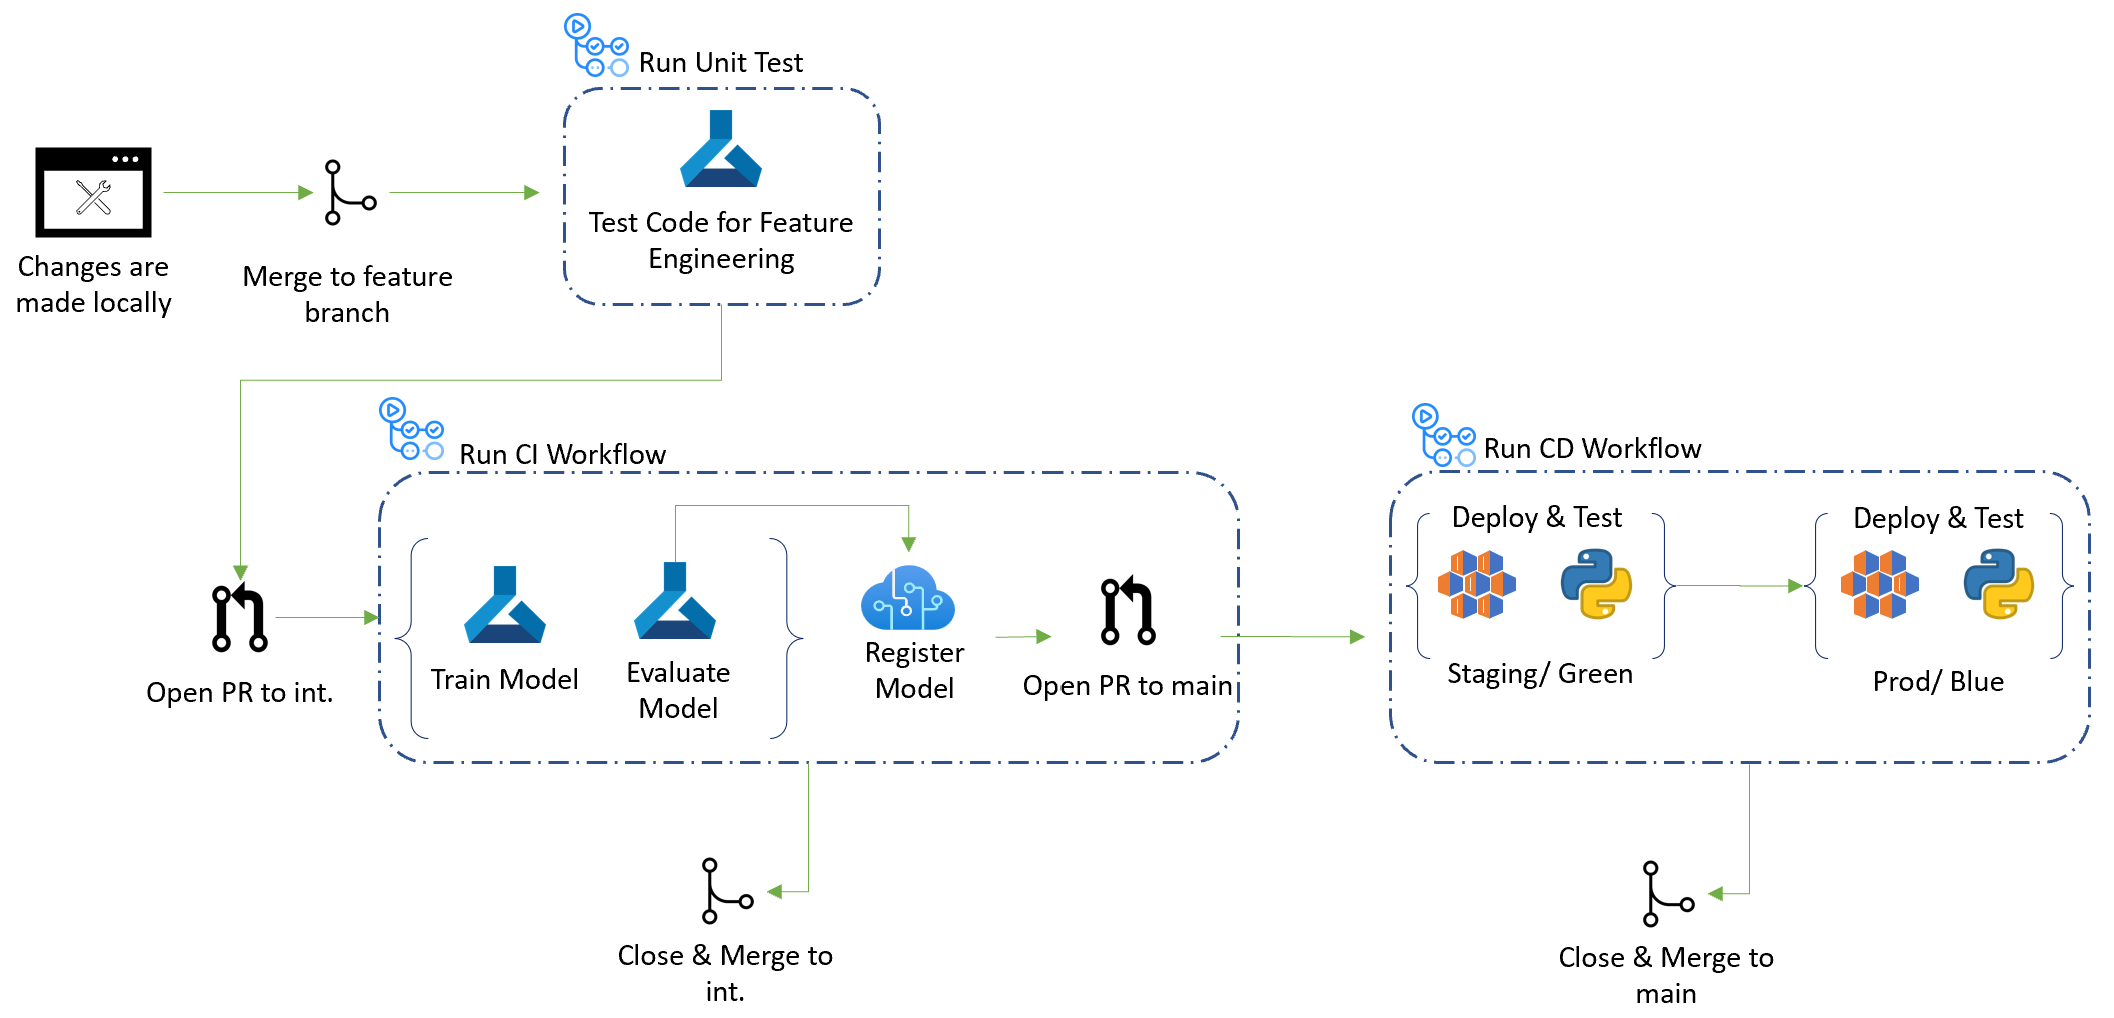 Run Unit Test
Test Code for Feature
Engineering
Changes are
made locally
Merge to feature
branch
Run CI Workflow
Run CD Workflow
Open PR to int.
Train Model
Evaluate
Model
Register
Model
Open PR to main
Deploy & Test
Staging/ Green
Deploy & Test
Prod/ Blue
Close & Merge to
int.
Close & Merge to
main